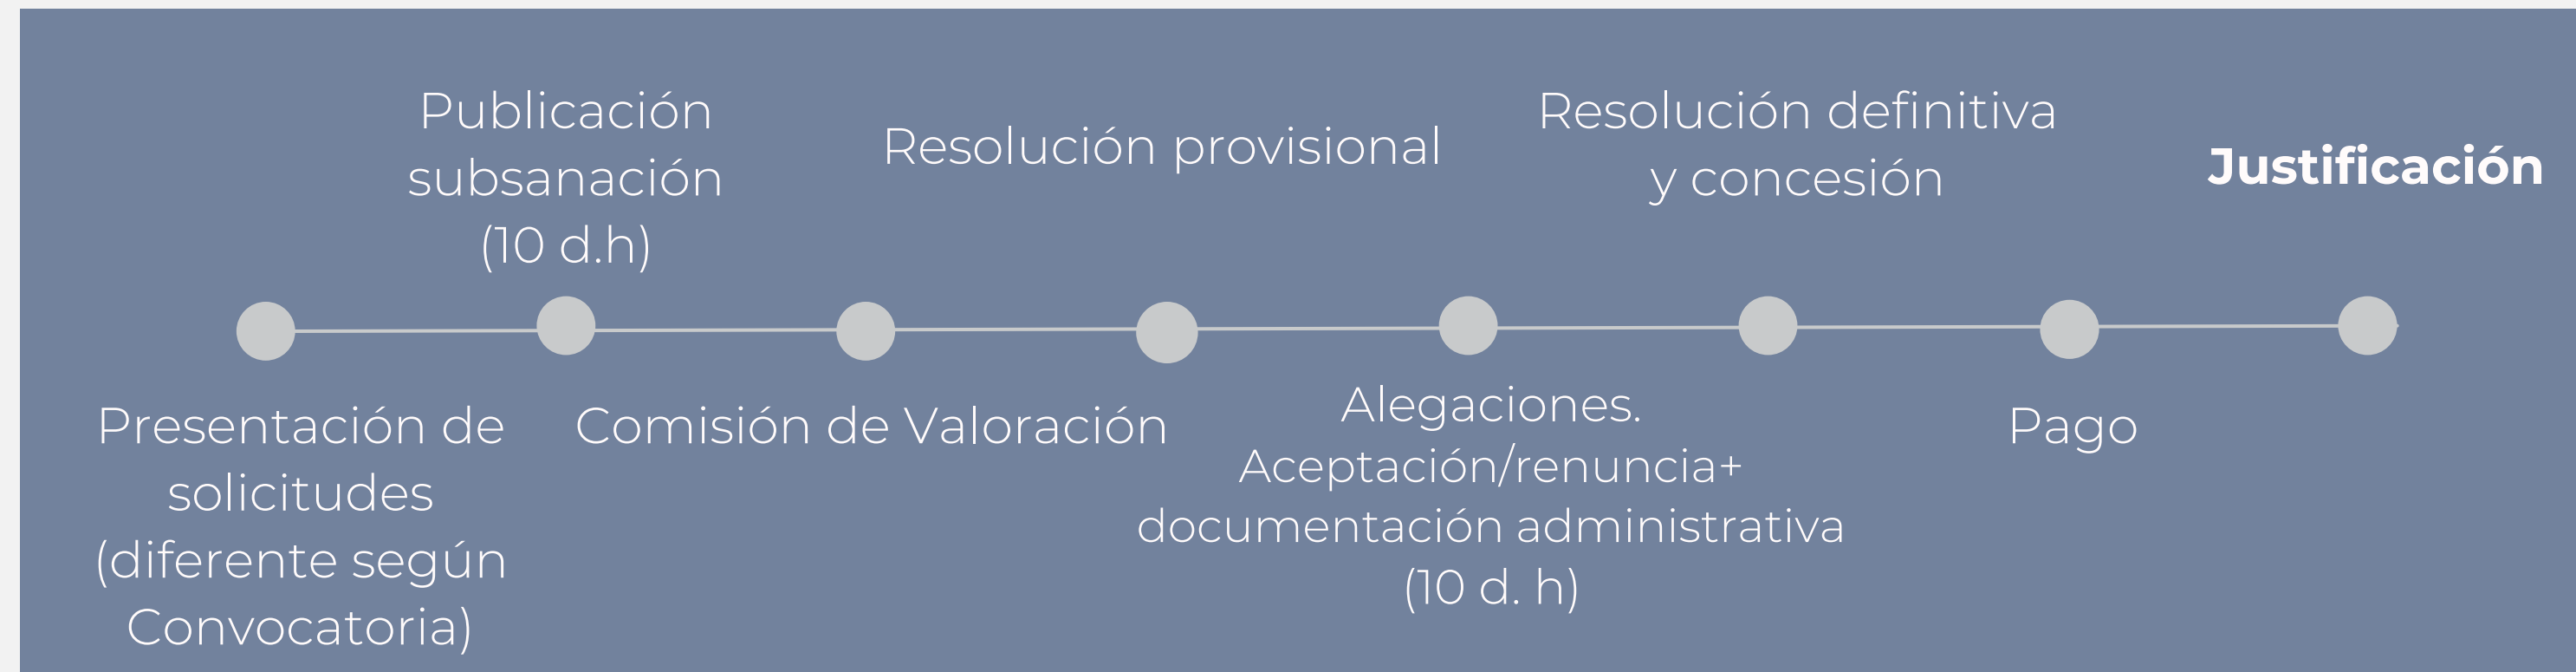 Presentación de
solicitudes
(diferente según
Convocatoria)
Publicación
subsanación
(10 d.h)
Comisión de Valoración
Resolución provisional
Alegaciones.
Aceptación/renuncia+
documentación administrativa
(10 d. h)
Resolución definitiva
y concesión
Pago
Justificación